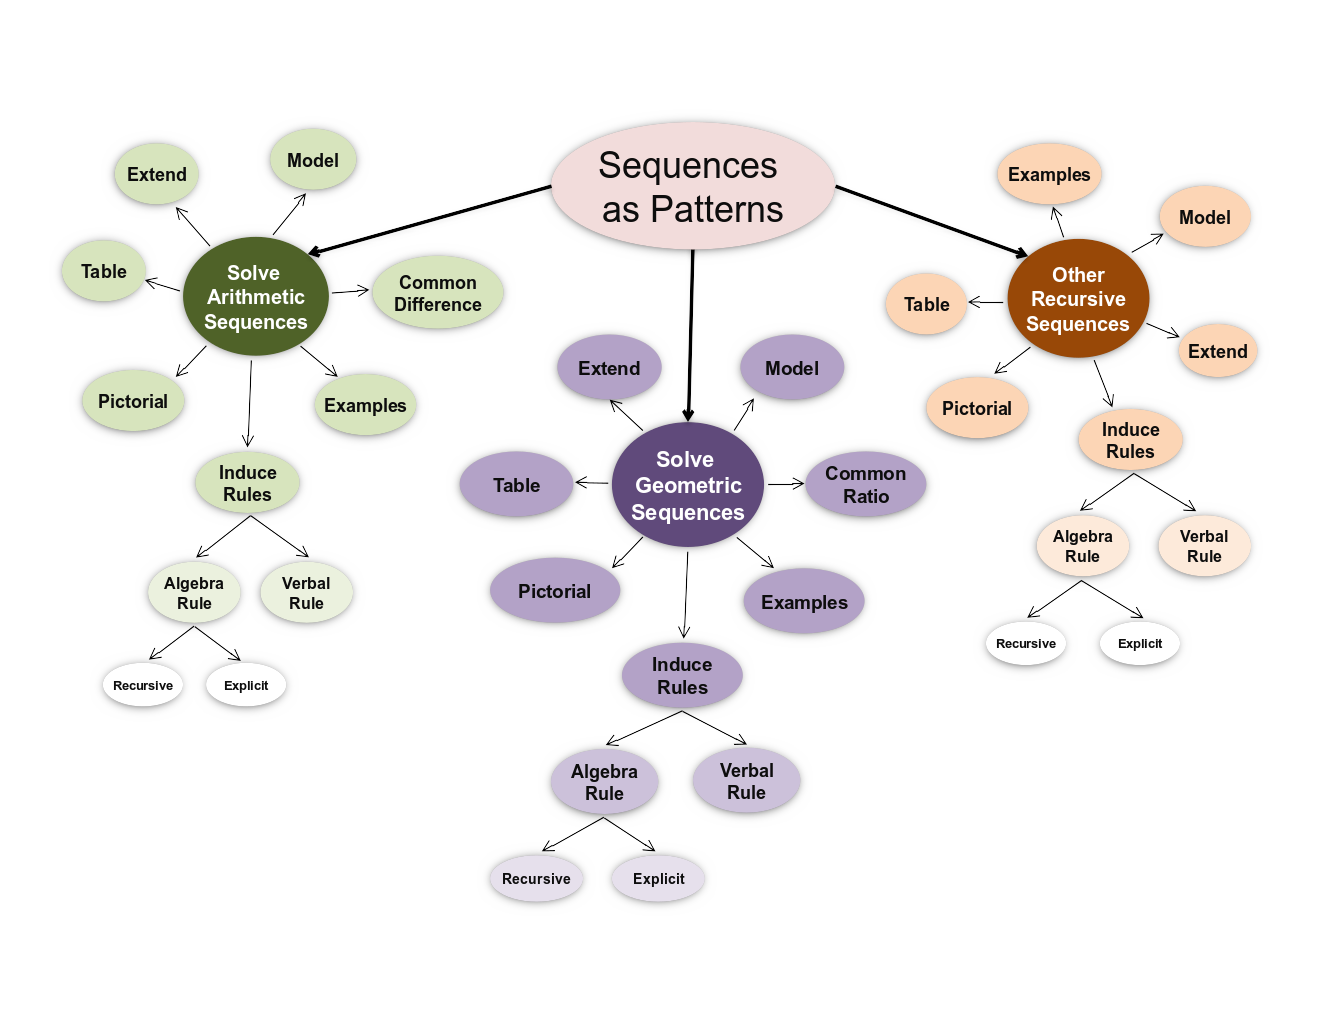 Sequences
as Patterns
Extend
Model
Table
Solve
Arithmetic
Sequences
Common
Difference
Pictorial
Examples
Induce
Rules
Algebra
Rule
Verbal
Rule
Recursive
Explicit
Extend
Model
Table
Solve
Geometric
Sequences
Common
Ratio
Pictorial
Examples
Induce
Rules
Algebra
Rule
Verbal
Rule
Recursive
Explicit
Examples
Model
Table
Other
Recursive
Sequences
Extend
Pictorial
Induce
Rules
Algebra
Rule
Verbal
Rule
Recursive
Explicit